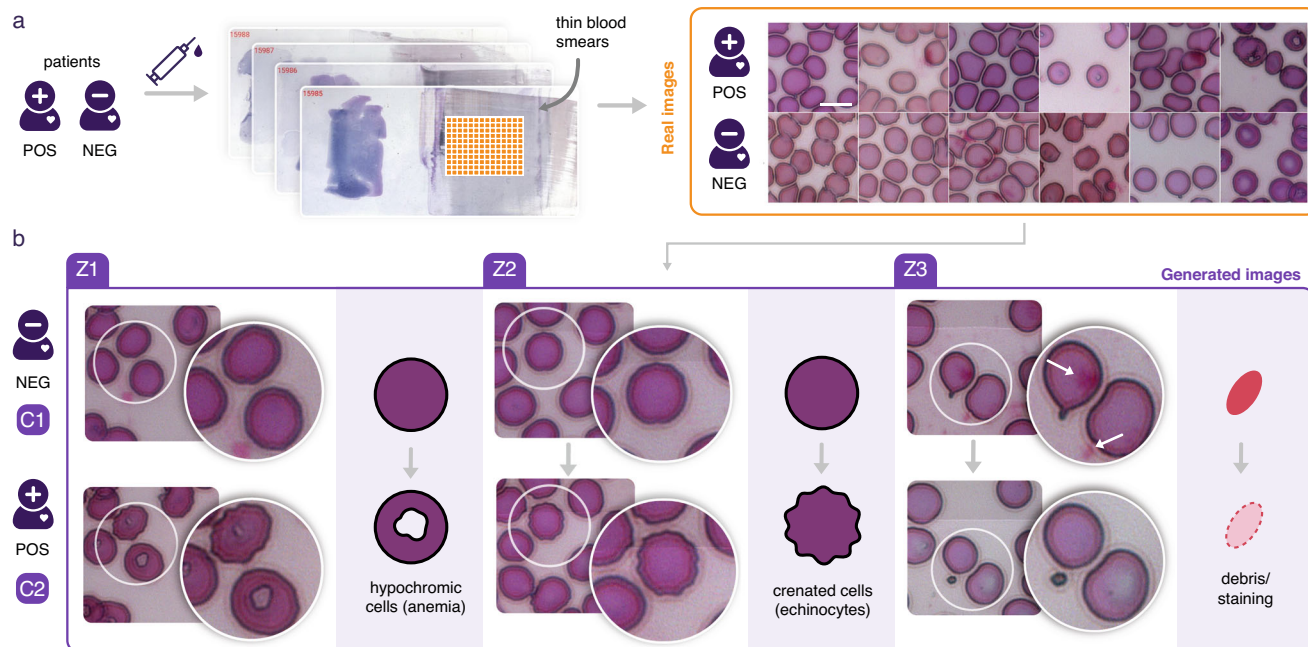 a
patients
POS
NEG
15988
15987
15986
15985
thin blood
smears
Real images
POS
NEG
b
Z1
Z2
Z3
Generated images
NEG
C1
POS
C2
hypochromic
cells (anemia)
crenated cells
(echinocytes)
debris/
staining